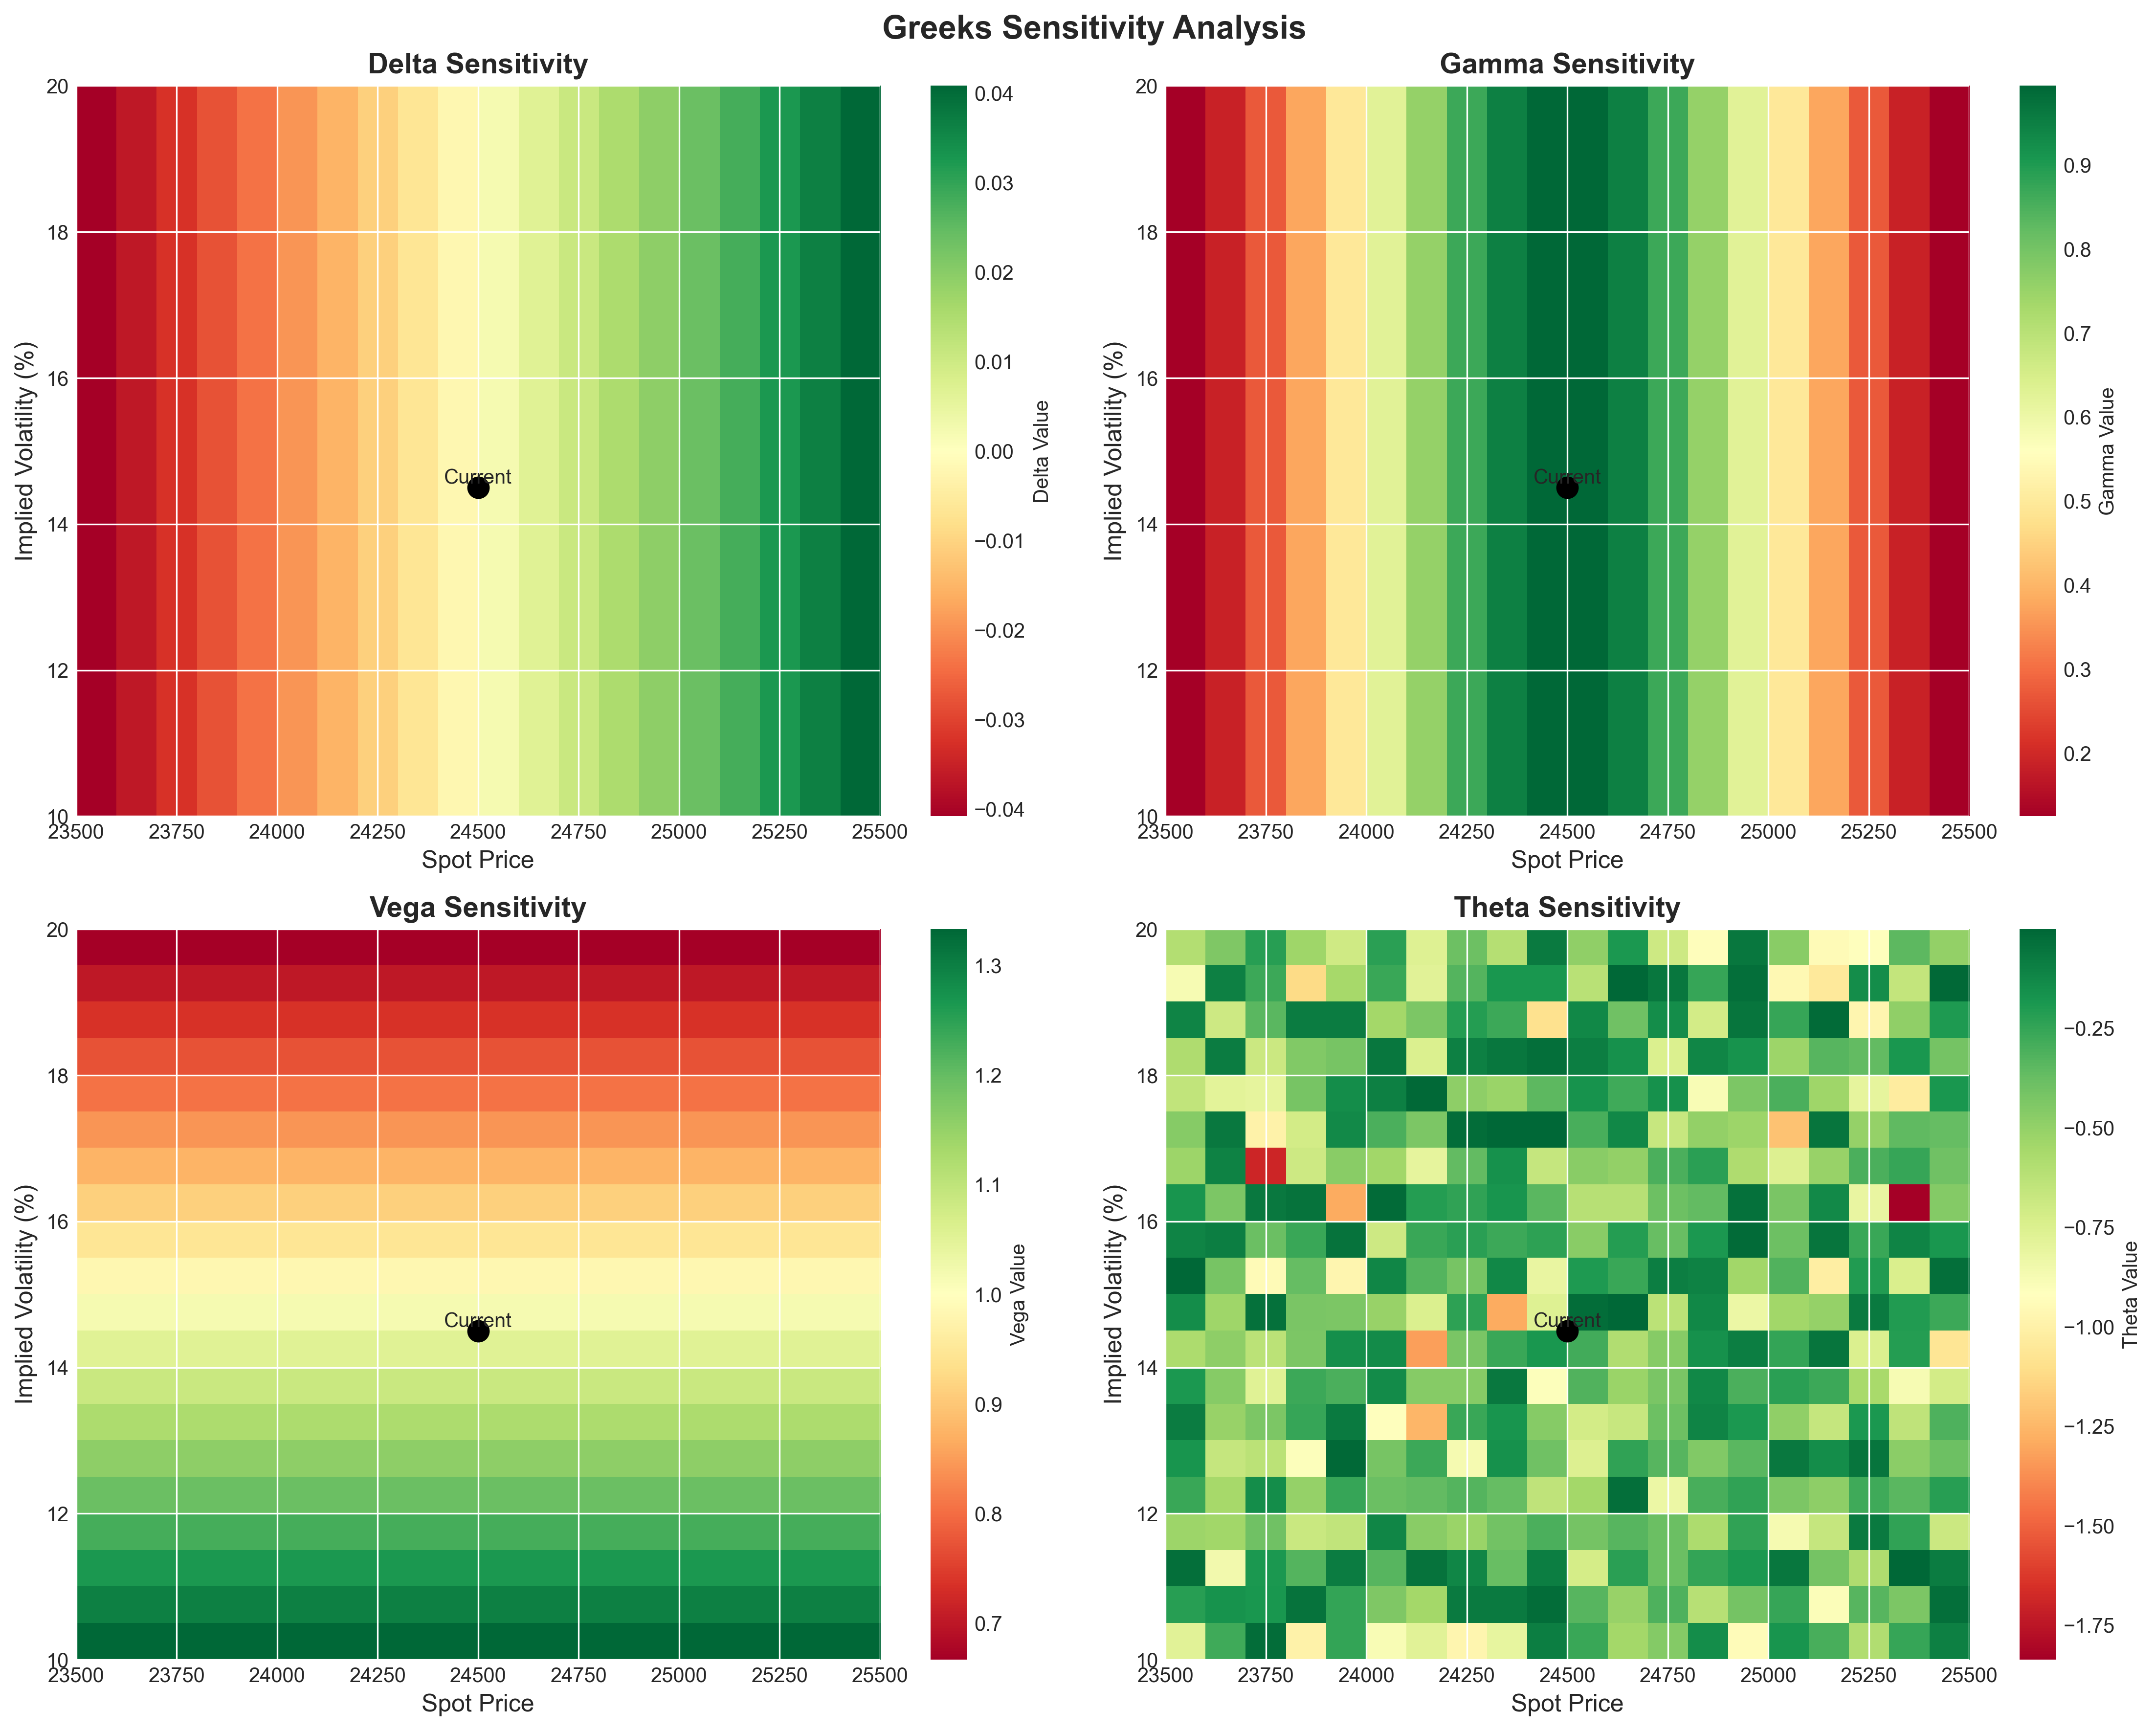 Greeks Sensitivity Analysis
Delta Sensitivity
20
18
16
14
12
10
Implied Volatility (%)
Current
23500 23750 24000 24250 24500 24750 25000 25250 25500
Spot Price
0.04
0.03
0.02
0.01
0.00
−0.01
−0.02
−0.03
−0.04
Delta Value
Gamma Sensitivity
20
18
16
14
12
10
Implied Volatility (%)
Current
23500 23750 24000 24250 24500 24750 25000 25250 25500
Spot Price
0.9
0.8
0.7
0.6
0.5
0.4
0.3
0.2
Gamma Value
Vega Sensitivity
20
18
16
14
12
10
Implied Volatility (%)
Current
23500 23750 24000 24250 24500 24750 25000 25250 25500
Spot Price
1.3
1.2
1.1
1.0
0.9
0.8
0.7
Vega Value
Theta Sensitivity
20
18
16
14
12
10
Implied Volatility (%)
Current
23500 23750 24000 24250 24500 24750 25000 25250 25500
Spot Price
−0.25
−0.50
−0.75
−1.00
−1.25
−1.50
−1.75
Theta Value